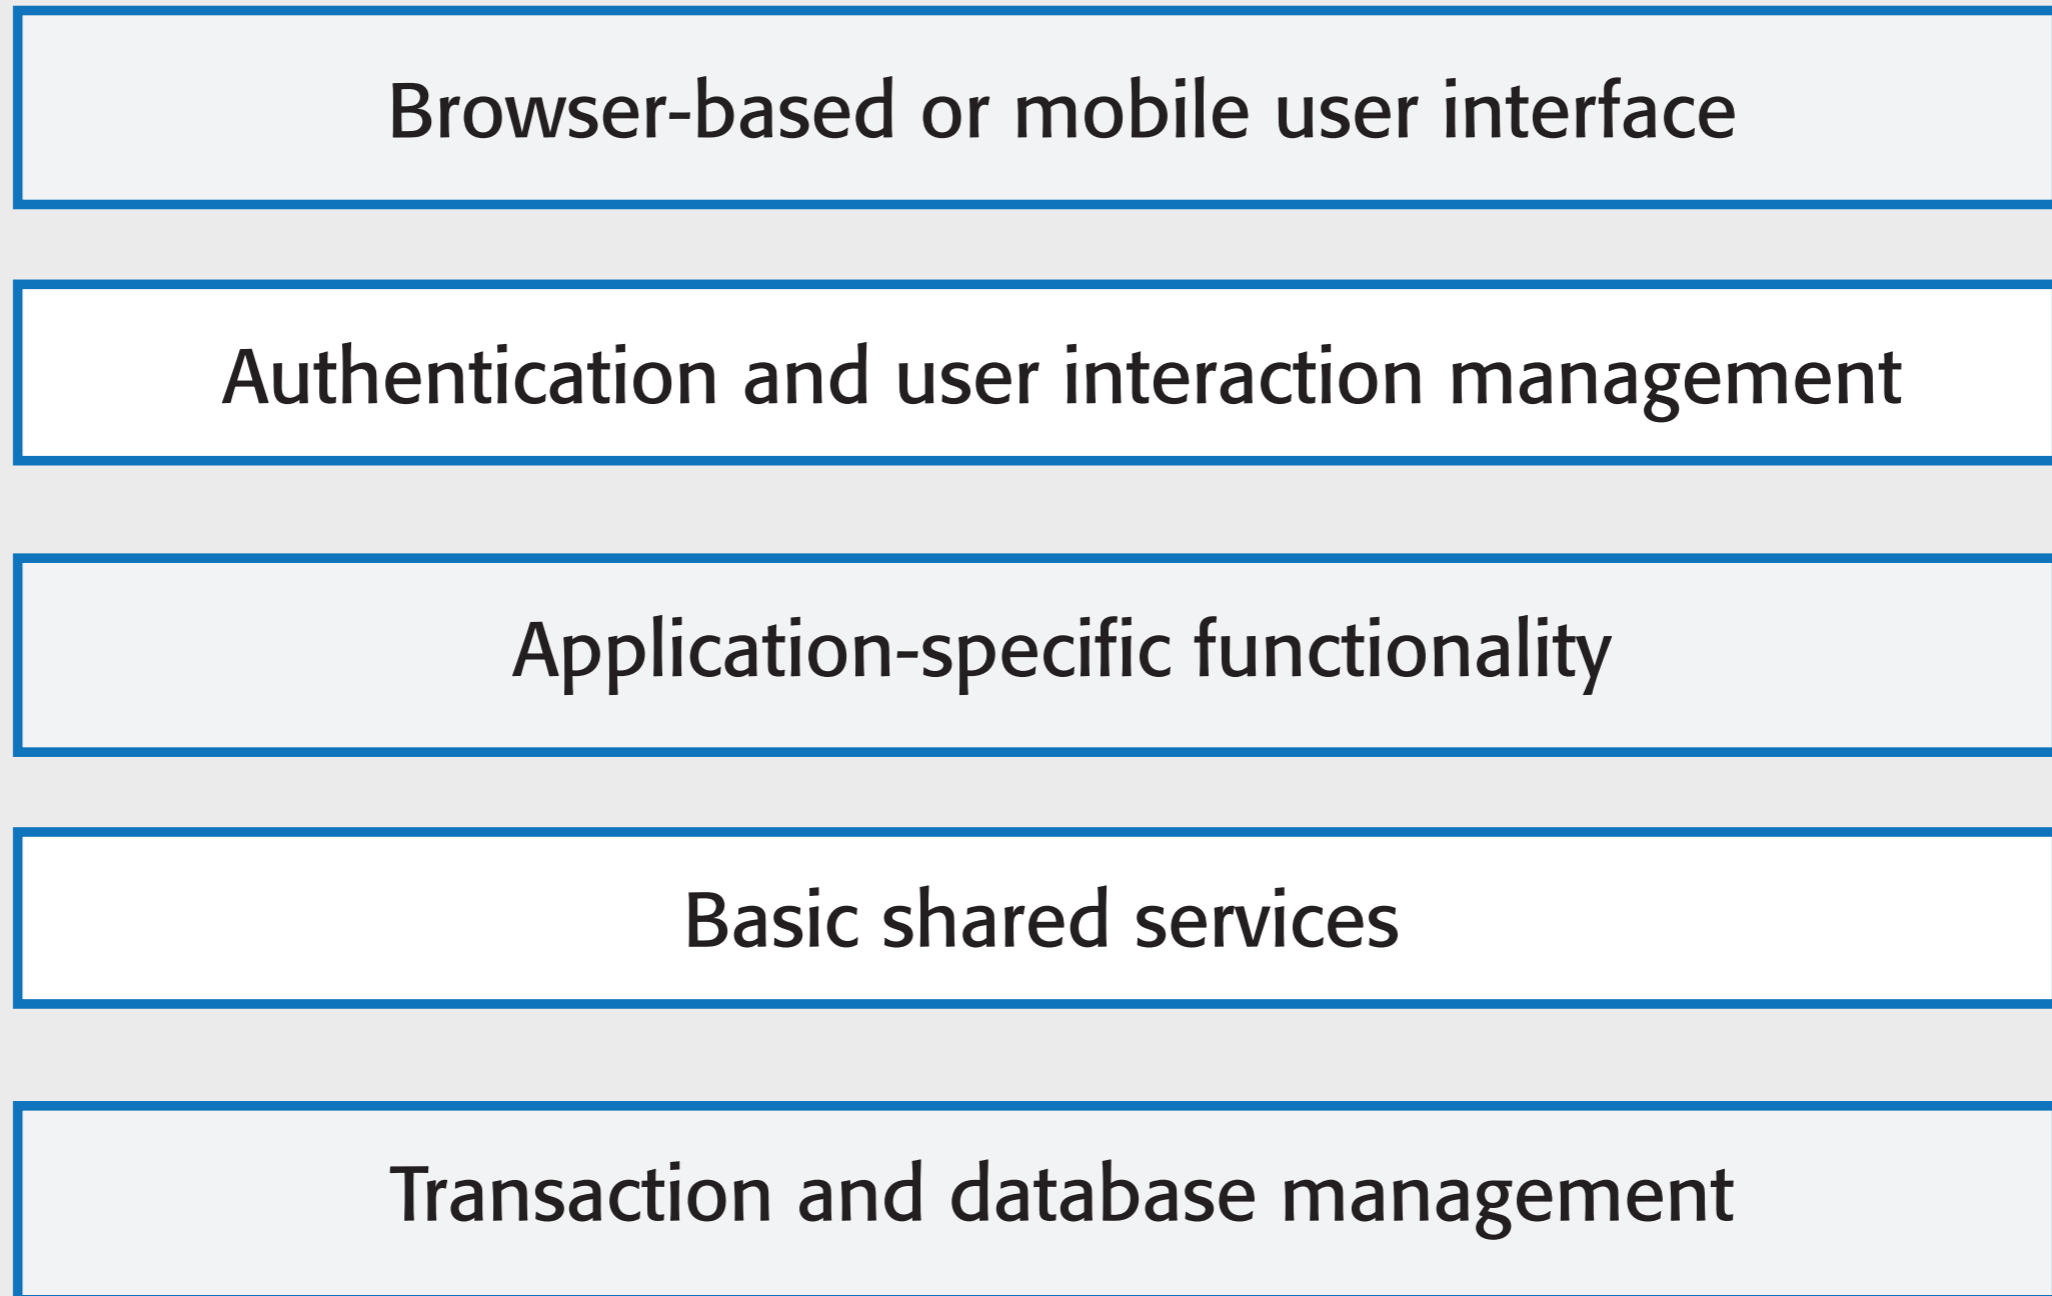 Browser-based or mobile user interface
Authentication and user interaction management
Application-specific functionality
Basic shared services
Transaction and database management